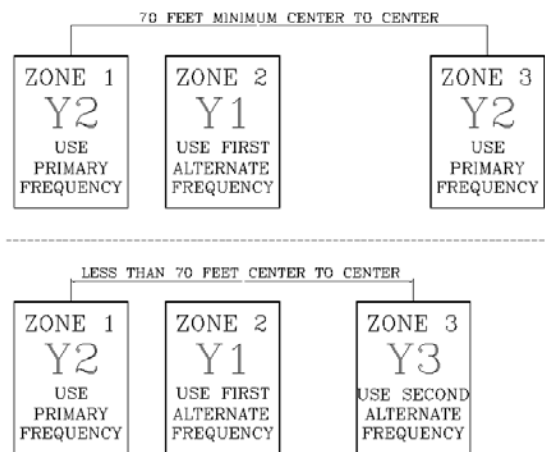 70 FEET MINIMUM CENTER TO CENTER
ZONE 1
Y2
USE
PRIMARY
FREQUENCY
ZONE 2
Y1
USE FIRST
ALTERNATE
FREQUENCY
ZONE 3
Y2
USE
PRIMARY
FREQUENCY
LESS THAN 70 FEET CENTER TO CENTER
ZONE 1
Y2
USE
PRIMARY
FREQUENCY
ZONE 2
Y1
USE FIRST
ALTERNATE
FREQUENCY
ZONE 3
Y3
USE SECOND
ALTERNATE
FREQUENCY